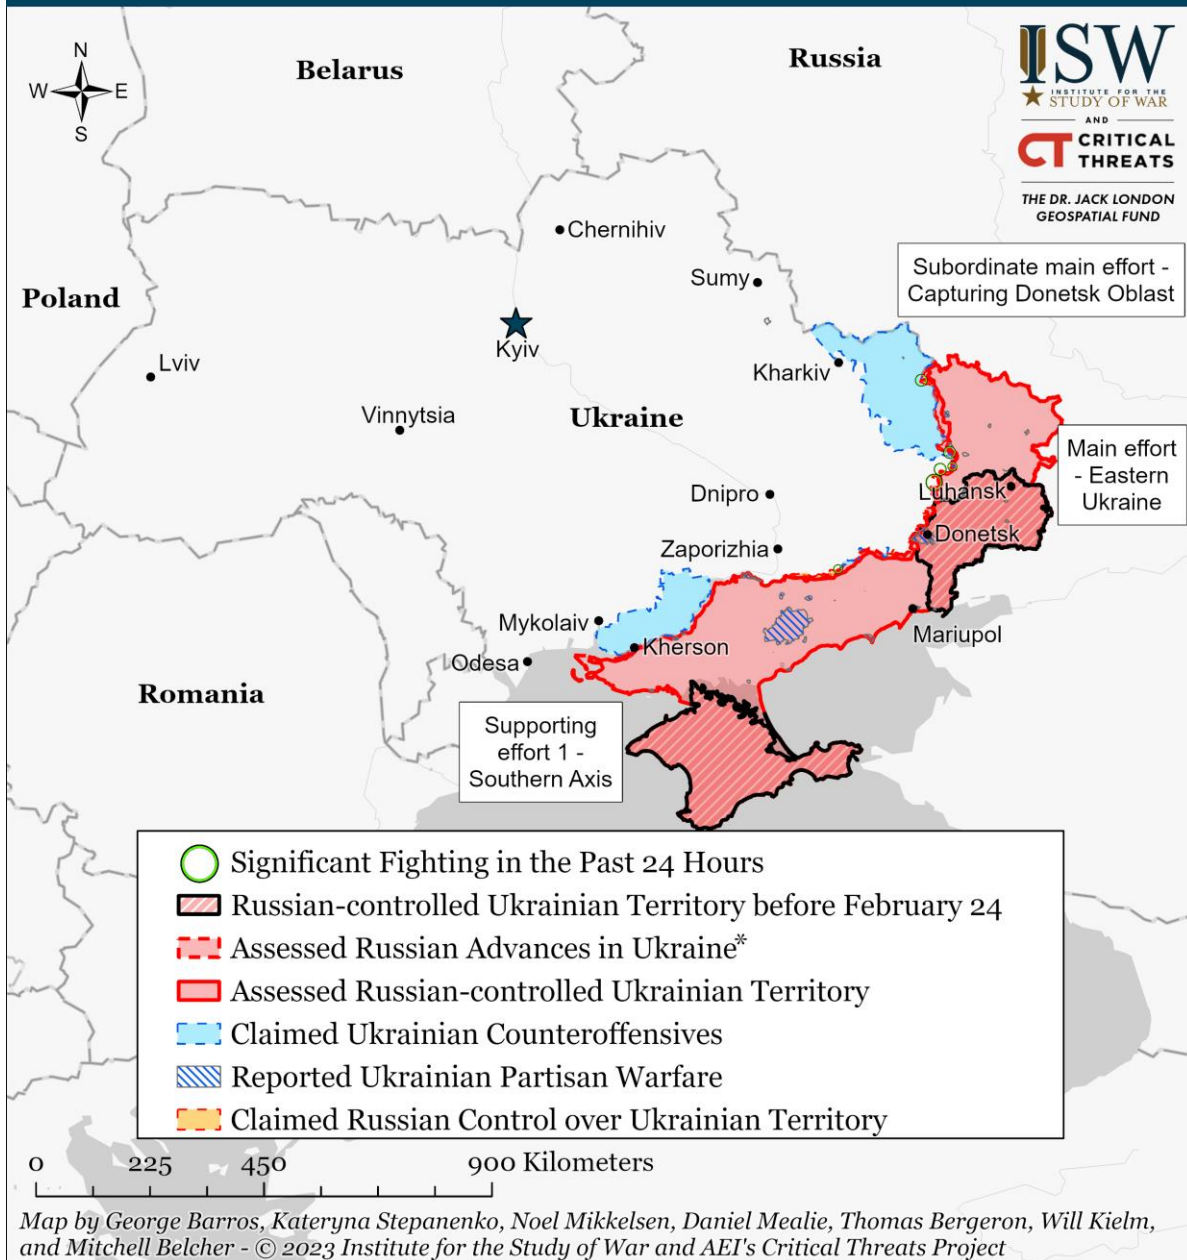 N
W E
S
Belarus
Russia
ISW
INSTITUTE FOR THE
STUDY OF WAR
AND
CT CRITICAL
THREATS
THE DR. JACK LONDON
GEOSPATIAL FUND
Chernihiv
Sumy
Subordinate main effort -
Capturing Donetsk Oblast
Poland
Kyiv
Lviv
Kharkiv
Vinnytsia
Ukraine
Main effort
- Eastern
Ukraine
Dnipro
Luhansk
Donetsk
Zaporizhia
Mykolaiv
Mariupol
Kherson
Odesa
Romania
Supporting
effort 1 -
Southern Axis
Significant Fighting in the Past 24 Hours
Russian-controlled Ukrainian Territory before February 24
Assessed Russian Advances in Ukraine*
Assessed Russian-controlled Ukrainian Territory
Claimed Ukrainian Counteroffensives
Reported Ukrainian Partisan Warfare
Claimed Russian Control over Ukrainian Territory
0 225 450 900 Kilometers
Map by George Barros, Kateryna Stepanenko, Noel Mikkelsen, Daniel Mealie, Thomas Bergeron, Will Kielm,
and Mitchell Belcher - © 2023 Institute for the Study of War and AEI's Critical Threats Project